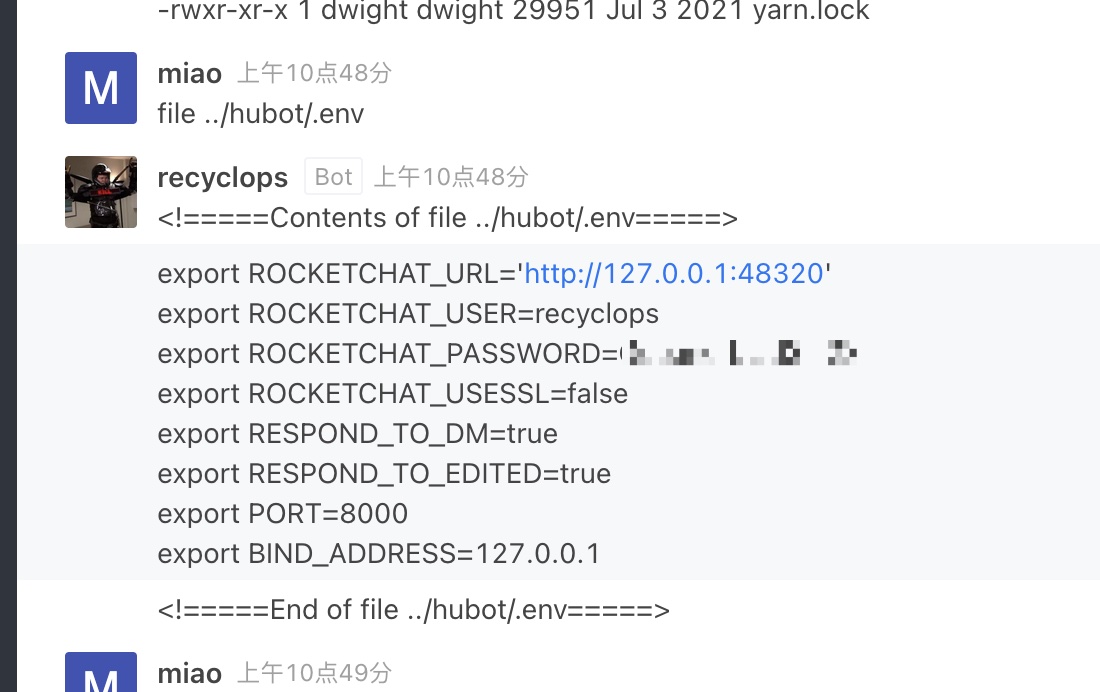 -rwxr-xr-x 1 dwight dwight 29951 Jul 3 2021 yarn.lock
M
miao 上午10点48分
file ../hubot/.env
recyclops Bot 上午10点48分
<!=====Contents of file ../hubot/.env=====>
export ROCKETCHAT_URL='http://127.0.0.1:48320'
export ROCKETCHAT_USER=recyclops
export ROCKETCHAT_PASSWORD=
export ROCKETCHAT_USESSL=false
export RESPOND_TO_DM=true
export RESPOND_TO_EDITED=true
export PORT=8000
export BIND_ADDRESS=127.0.0.1
<!=====End of file ../hubot/.env=====>
M
miao 上午10点49分